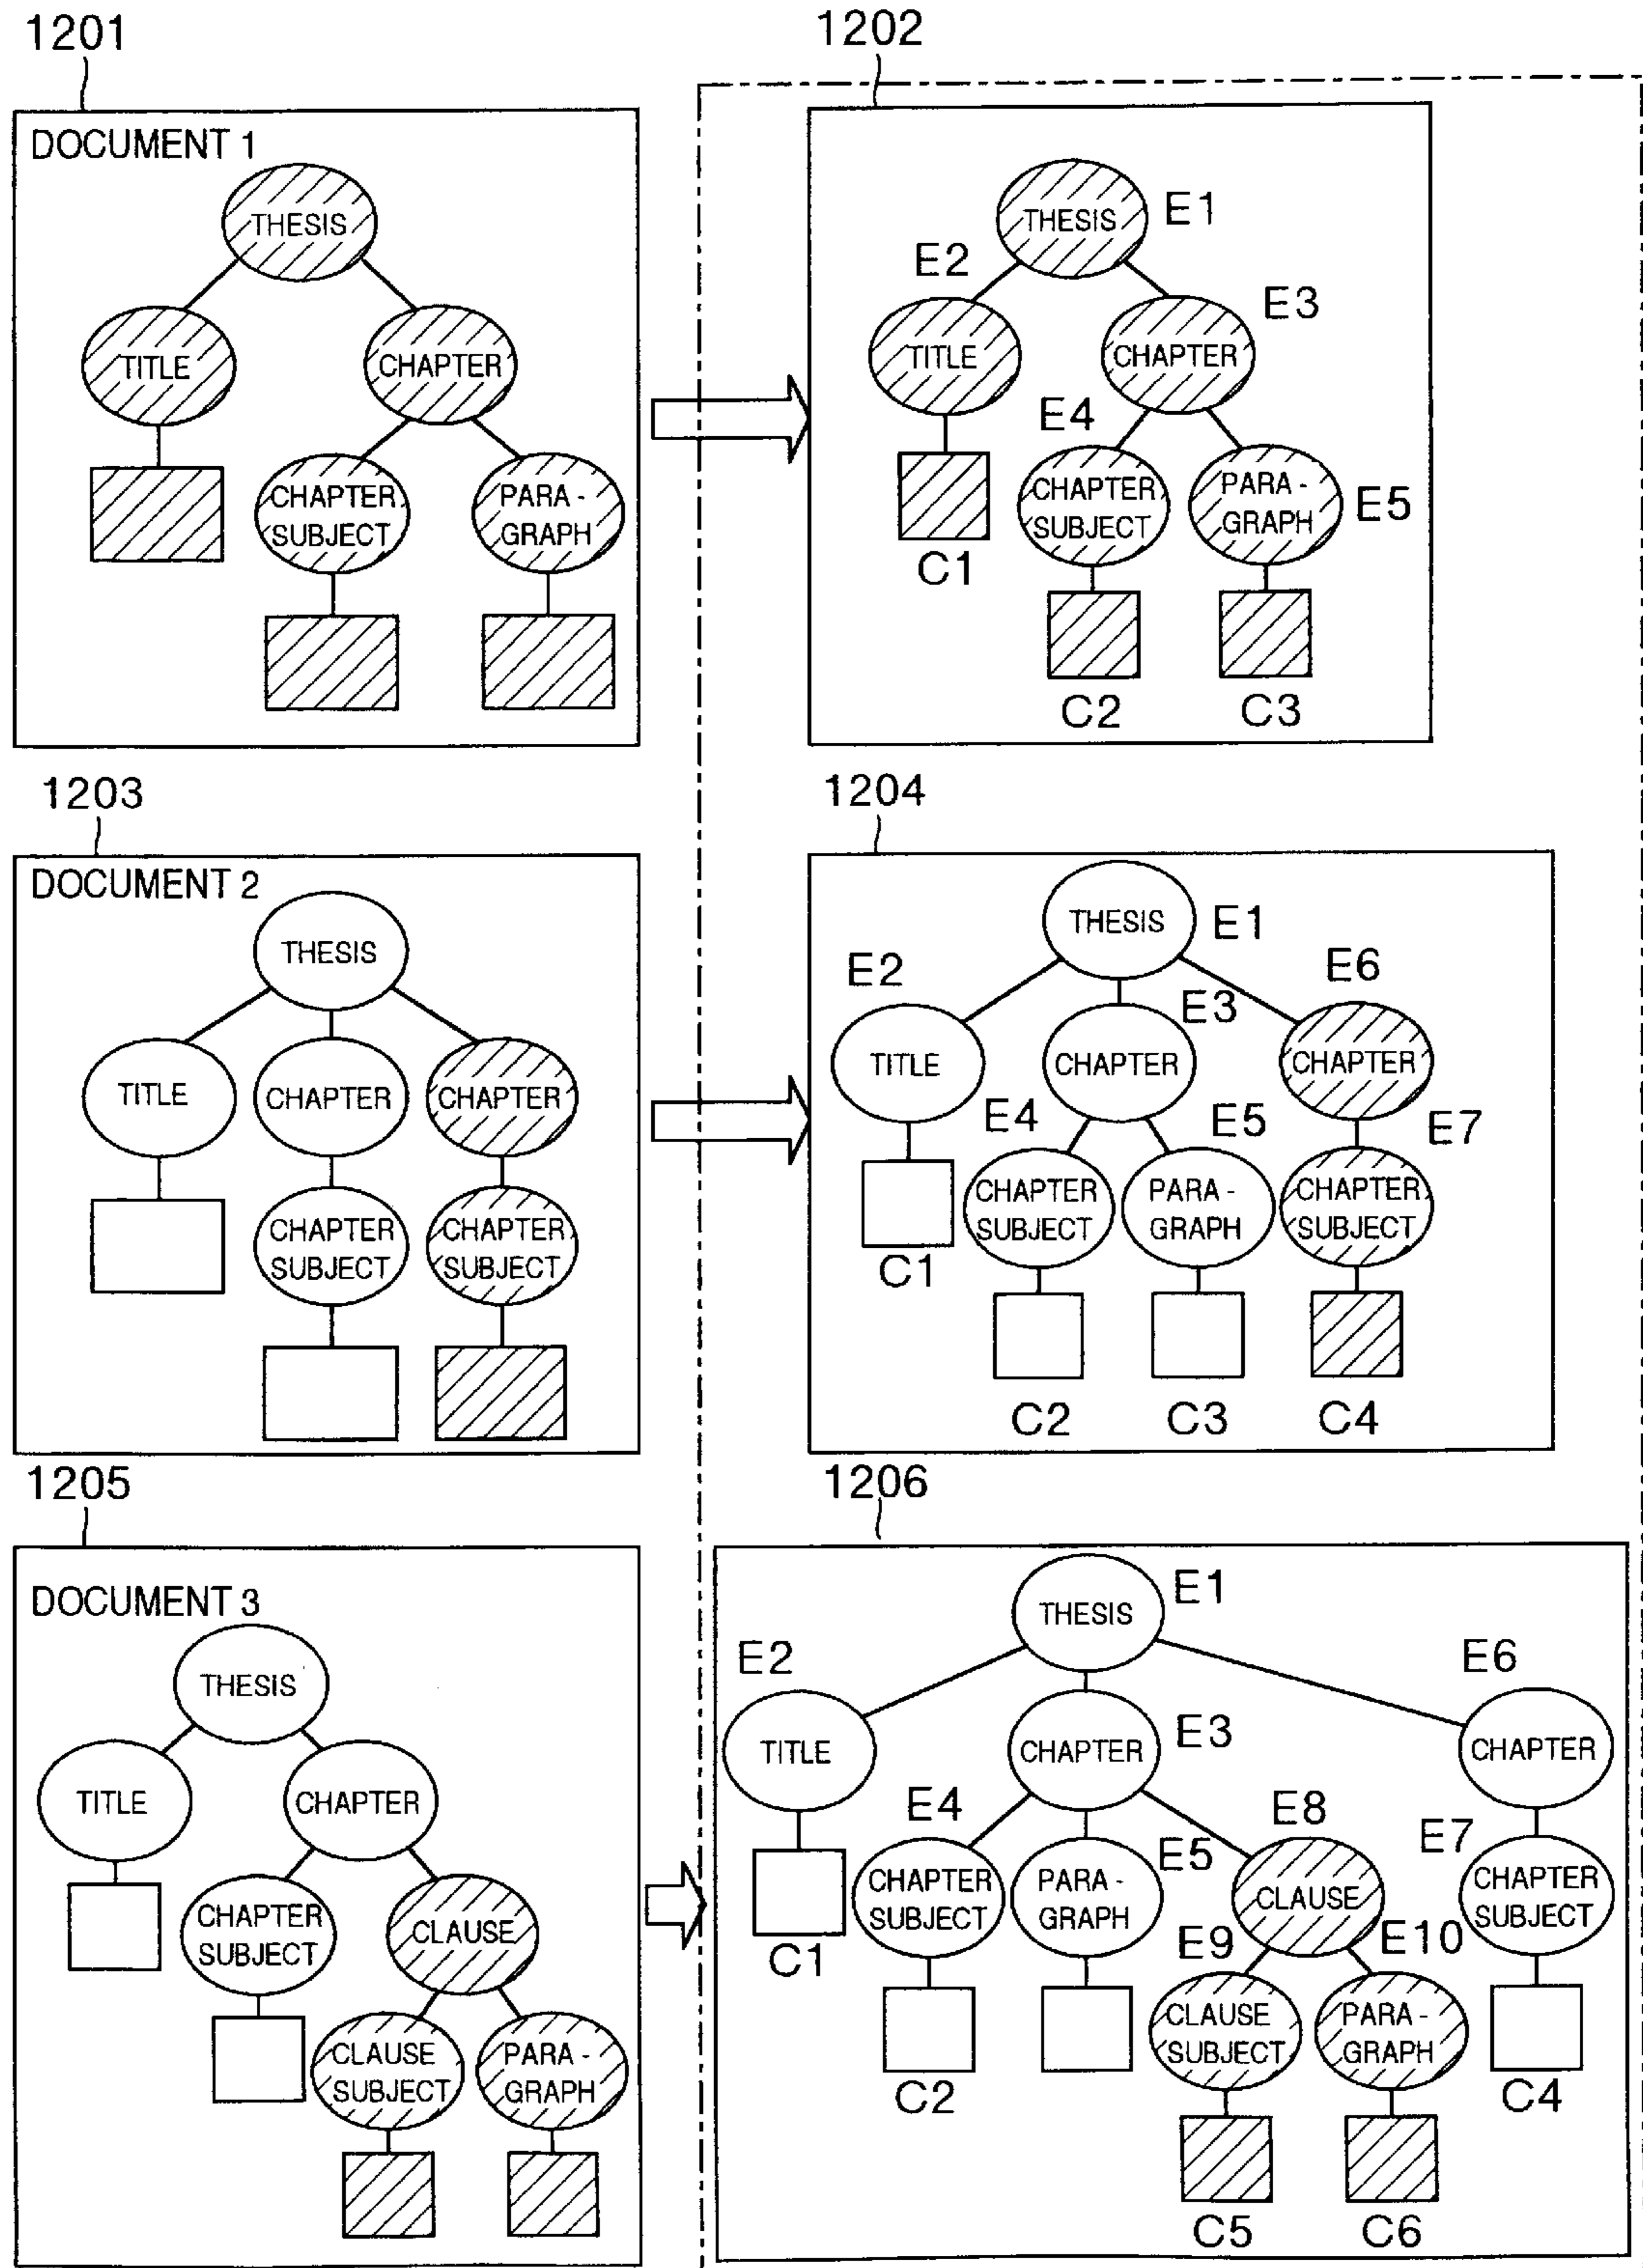 1201
1202
DOCUMENT 1
THESIS
TITLE
CHAPTER
CHAPTER
SUBJECT
PARA -
GRAPH
THESIS
E1
E2
E3
TITLE
CHAPTER
E4
CHAPTER
SUBJECT
PARA -
GRAPH
E5
C1
C2
C3
1203
1204
DOCUMENT 2
THESIS
TITLE
CHAPTER
CHAPTER
CHAPTER
SUBJECT
CHAPTER
SUBJECT
THESIS
E1
E2
E6
E3
TITLE
CHAPTER
CHAPTER
E4
E5
E7
CHAPTER
SUBJECT
PARA -
GRAPH
CHAPTER
SUBJECT
C1
C2
C3
C4
1205
1206
DOCUMENT 3
THESIS
TITLE
CHAPTER
CHAPTER
SUBJECT
CLAUSE
CLAUSE
SUBJECT
PARA -
GRAPH
THESIS
E1
E2
E6
TITLE
CHAPTER
E3
CHAPTER
E4
E8
E7
CHAPTER
SUBJECT
PARA -
GRAPH
E5
CLAUSE
CHAPTER
SUBJECT
C1
E9
E10
CLAUSE
SUBJECT
PARA -
GRAPH
C2
C4
C5
C6